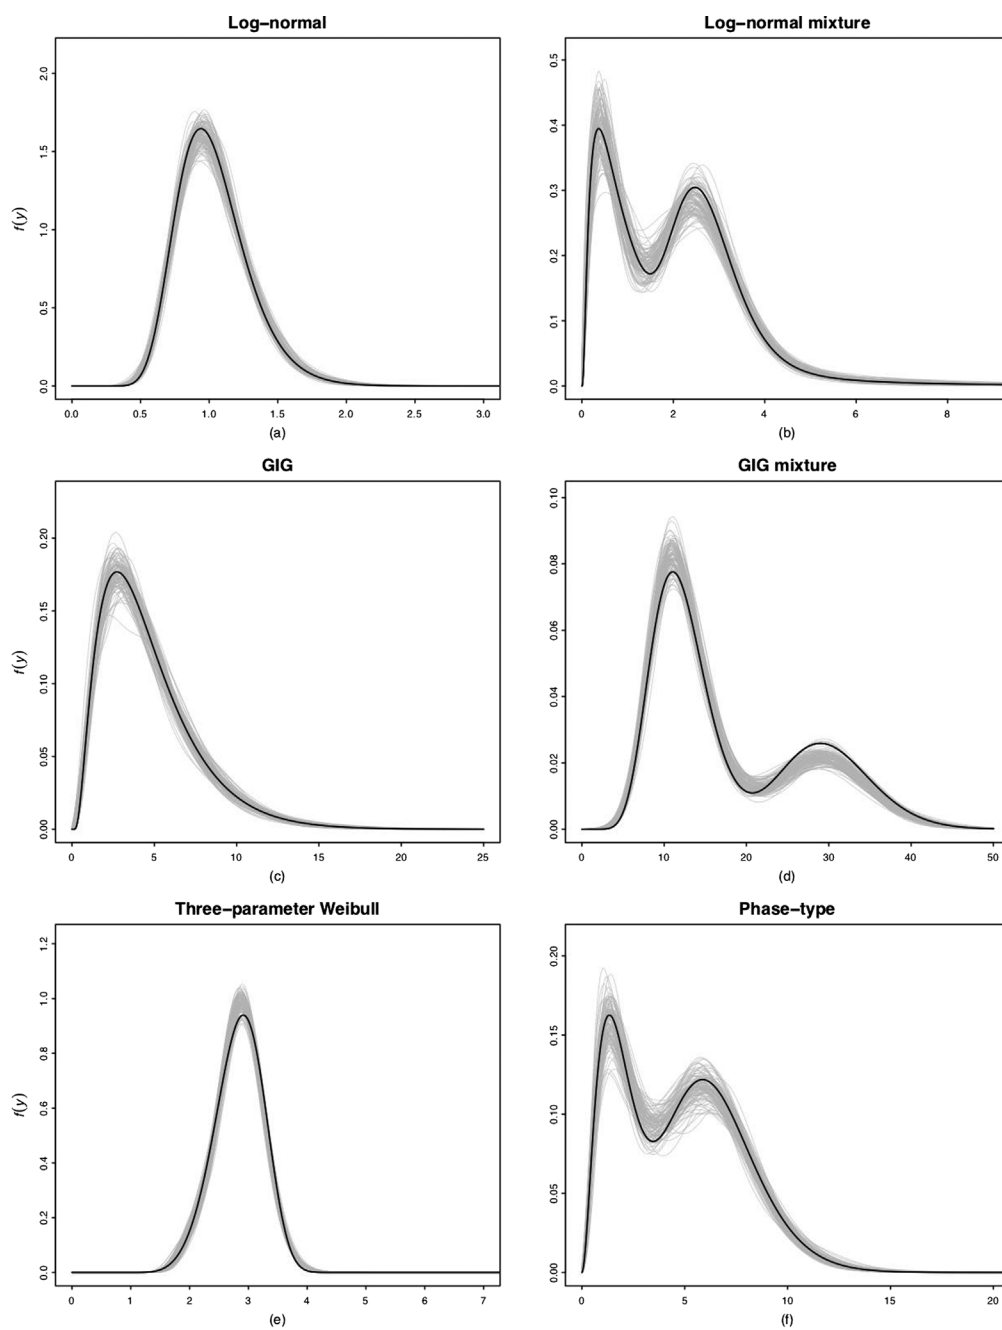 Log-normal
Log-normal mixture
f(y)
2.0
1.5
1.0
0.5
0.0
0.0 0.5 1.0 1.5 2.0 2.5 3.0
(a)
0.5
0.4
0.3
0.2
0.1
0.0
0 2 4 6 8
(b)
GIG
GIG mixture
f(y)
0.20
0.15
0.10
0.05
0.00
0 5 10 15 20 25
(c)
0.10
0.08
0.06
0.04
0.02
0.00
0 10 20 30 40 50
(d)
Three-parameter Weibull
Phase-type
f(y)
1.2
1.0
0.8
0.6
0.4
0.2
0.0
0 1 2 3 4 5 6 7
(e)
0.20
0.15
0.10
0.05
0.00
0 5 10 15 20
(f)